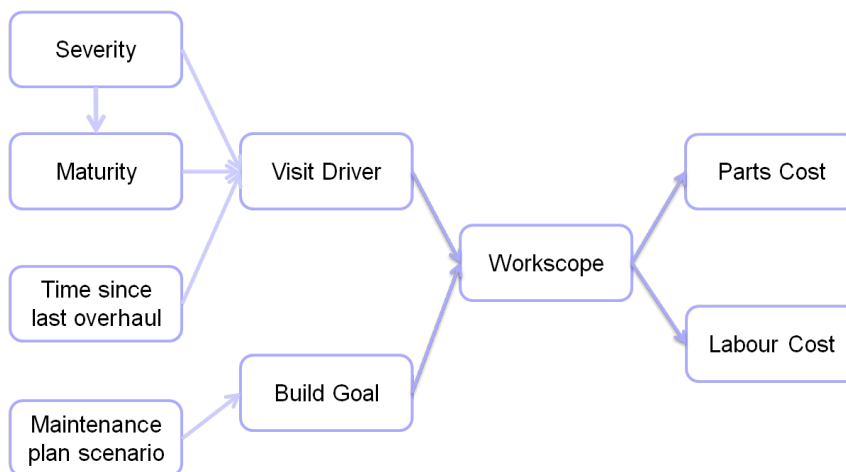 Severity
Maturity
Visit Driver
Parts Cost
Workscope
Time since
last overhaul
Labour Cost
Build Goal
Maintenance
plan scenario